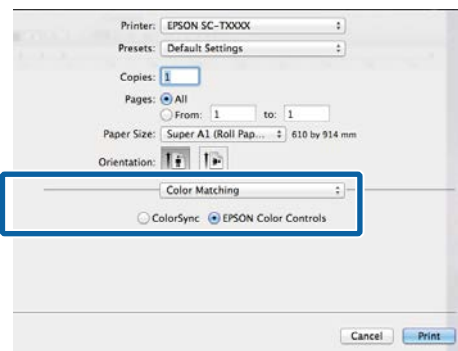 Printer: EPSON SC-TXXXX
Presets: Default Settings
Copies: 1
Pages: All
From: 1 to: 1
Paper Size: Super A1 (Roll Pap... 610 by 914 mm
Orientation:
Color Matching
ColorSync EPSON Color Controls
Cancel Print